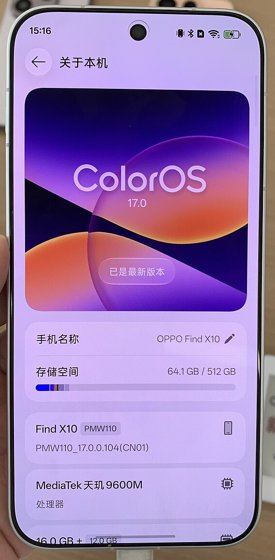 15:16
关于本机
ColorOS
17.0
已是最新版本
手机名称 OPPO Find X10
存储空间 64.1 GB / 512 GB
Find X10 PMW110
PMW110_17.0.0.104(CN01)
MediaTek 天玑 9600M
处理器
16.0 GB + 12.0 GB